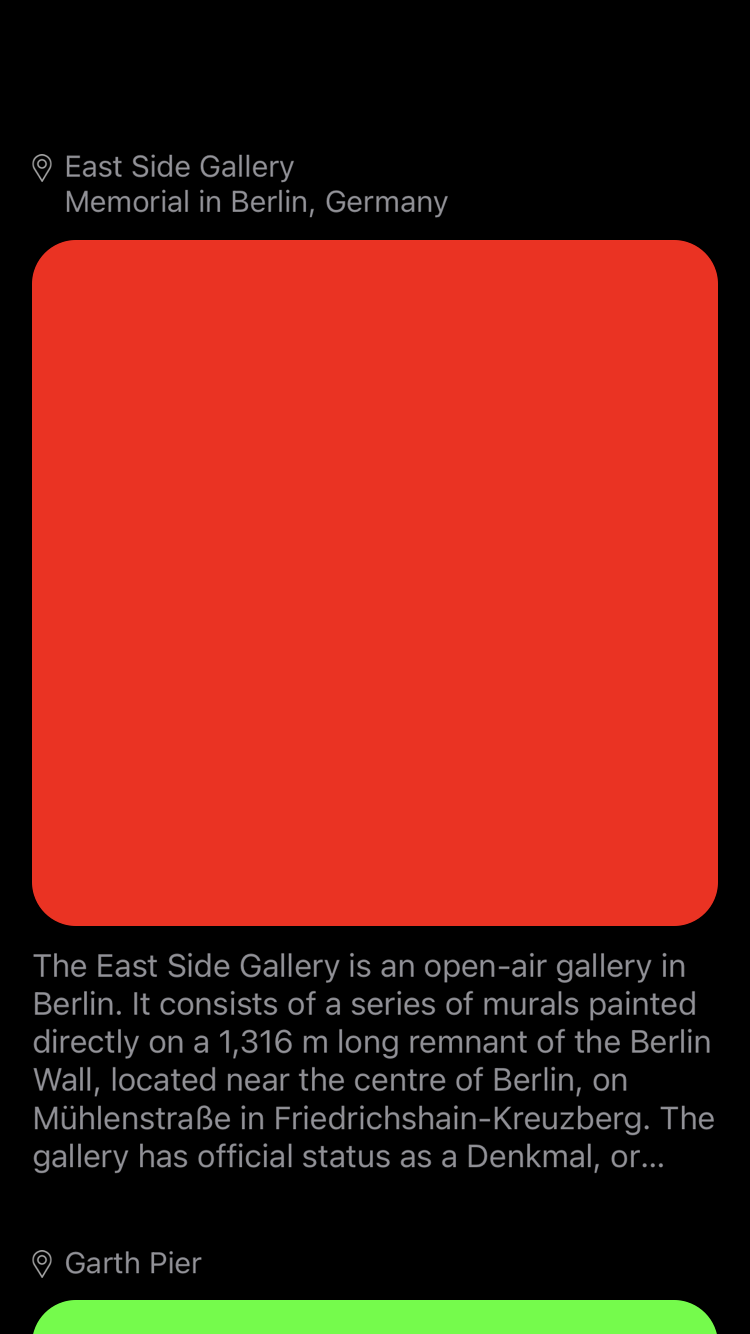 East Side Gallery
Memorial in Berlin, Germany
The East Side Gallery is an open-air gallery in
Berlin. It consists of a series of murals painted
directly on a 1,316 m long remnant of the Berlin
Wall, located near the centre of Berlin, on
Mühlenstraße in Friedrichshain-Kreuzberg. The
gallery has official status as a Denkmal, or...
Garth Pier